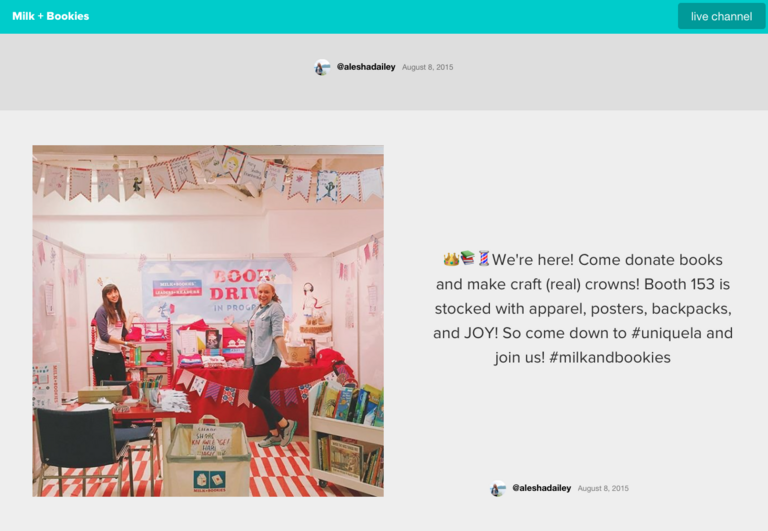 Milk + Bookies
live channel
@aleshadailey August 8, 2015
BOOK
DRIVE
IN PROGRESS
👑📚💈We're here! Come donate books
and make craft (real) crowns! Booth 153 is
stocked with apparel, posters, backpacks,
and JOY! So come down to #uniquela and
join us! #milkandbookies
@aleshadailey August 8, 2015